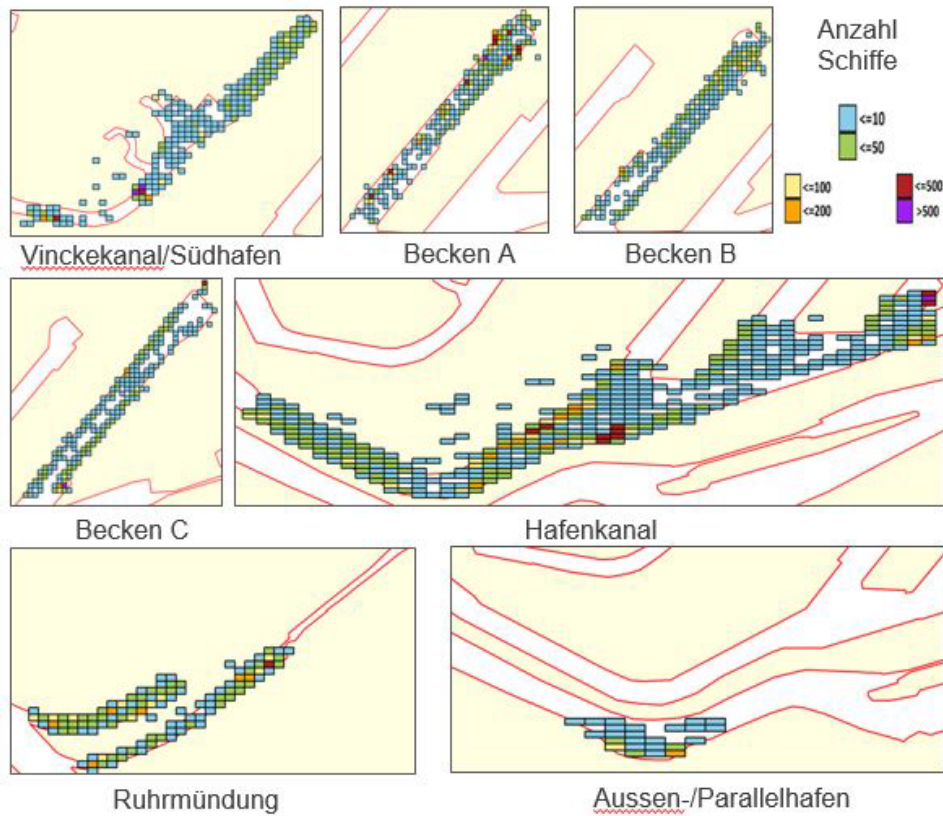 Anzahl
Schiffe
<=10
<=50
<=100
<=200
<=500
>500
Vinckekanal/Südhafen
Becken A
Becken B
Becken C
Hafenkanal
Ruhrmündung
Aussen-/Parallelhafen